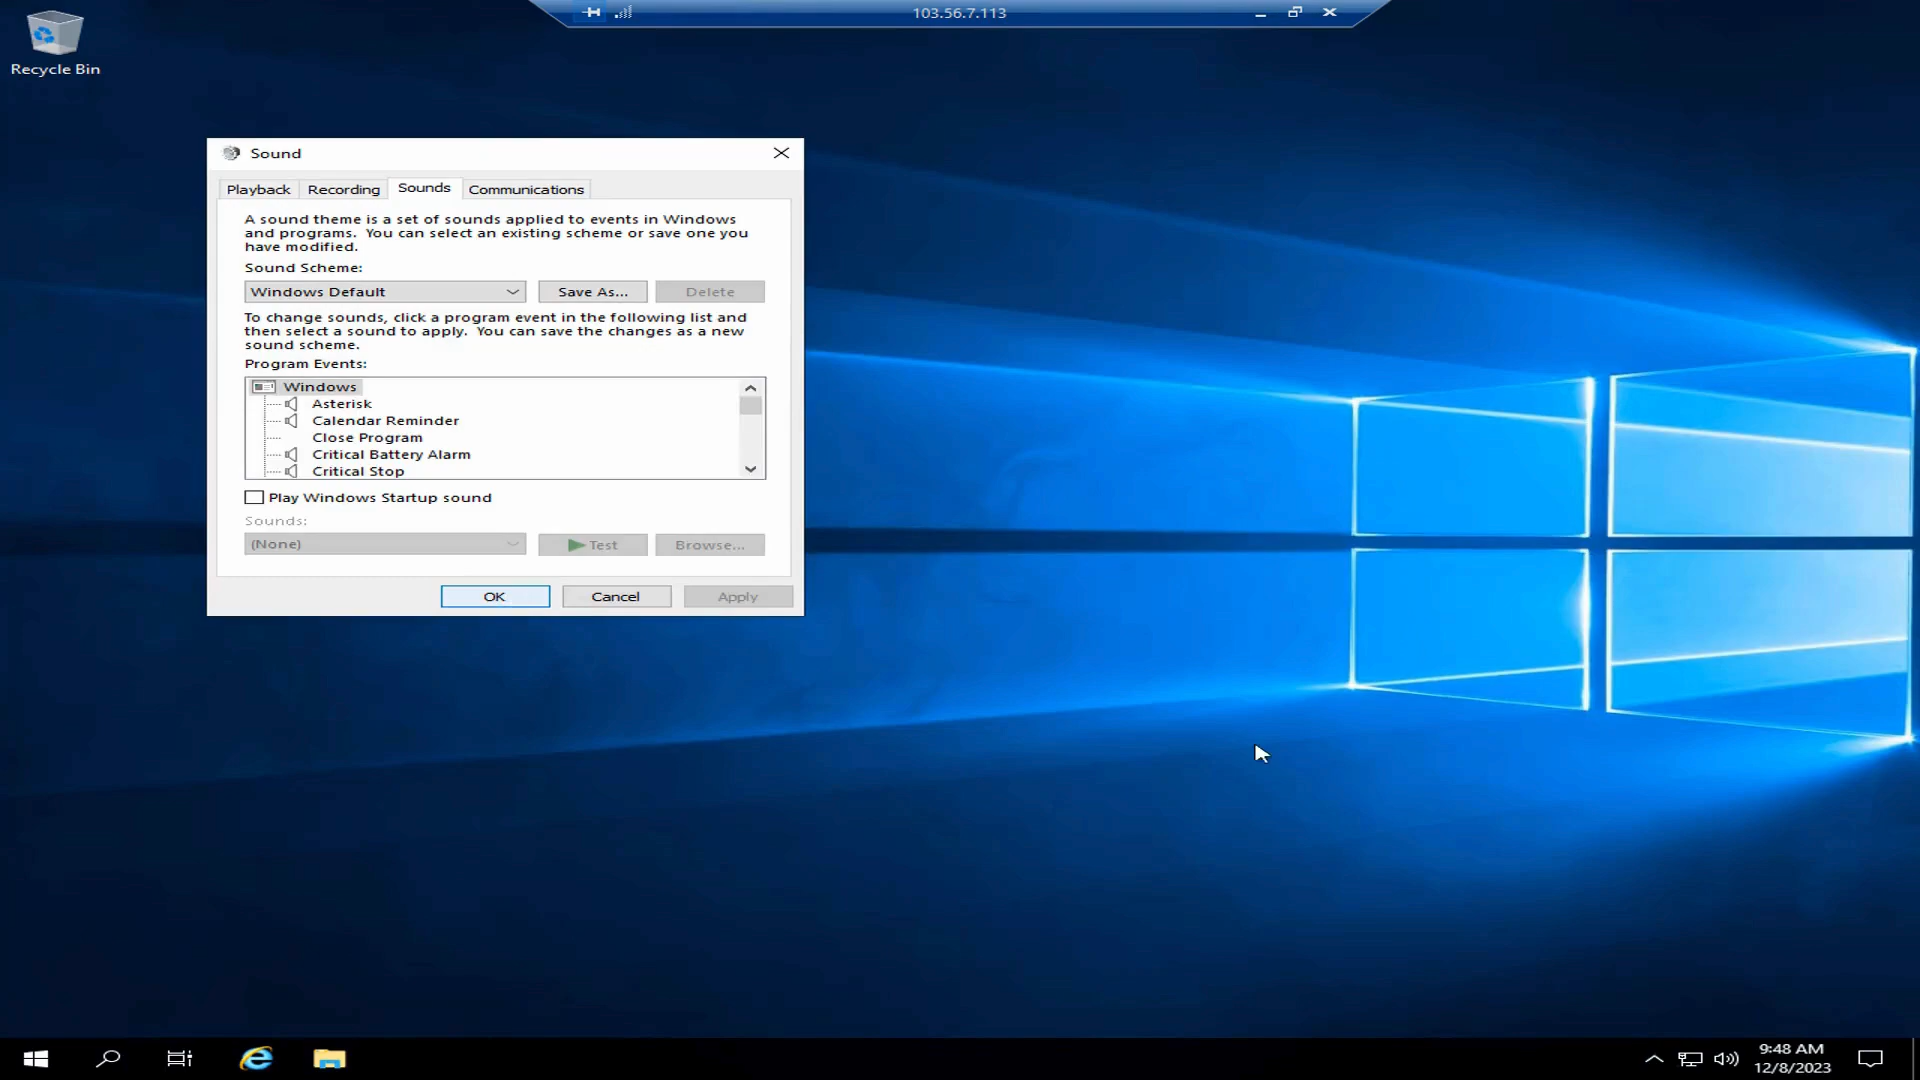 103.56.7.113
Recycle Bin
Sound
Playback Recording Sounds Communications
A sound theme is a set of sounds applied to events in Windows
and programs. You can select an existing scheme or save one you
have modified.
Sound Scheme:
Windows Default Save As... Delete
To change sounds, click a program event in the following list and
then select a sound to apply. You can save the changes as a new
sound scheme.
Program Events:
Windows
Asterisk
Calendar Reminder
Close Program
Critical Battery Alarm
Critical Stop
Play Windows Startup sound
Sounds:
(None) Test Browse...
OK Cancel Apply
9:48 AM
12/8/2023